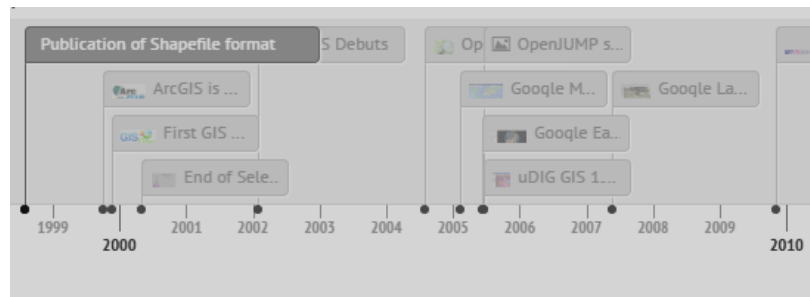 Publication of Shapefile format
S Debuts
Op
OpenJUMP s...
ArcGIS is ...
Google M...
Google La...
GIS
First GIS ...
Google Ea...
End of Sele..
uDIG GIS 1....
1999
2000
2001
2002
2003
2004
2005
2006
2007
2008
2009
2010